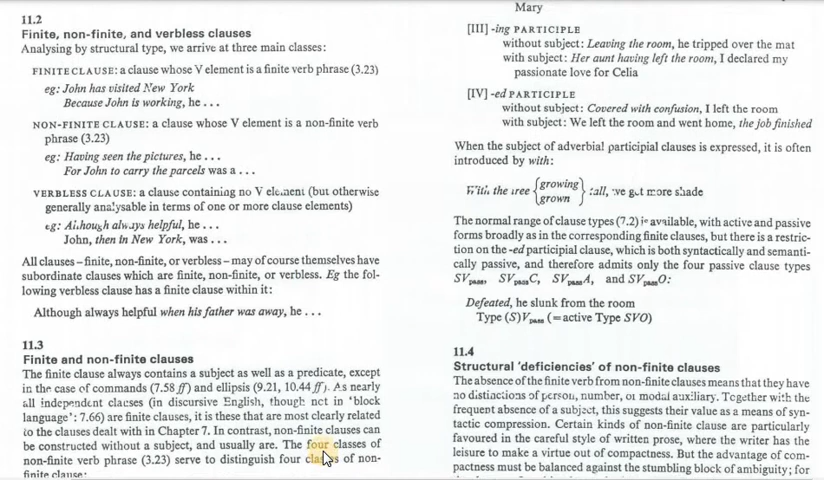 11.2
Finite, non-finite, and verbless clauses
Analysing by structural type, we arrive at three main classes:
FINITE CLAUSE: a clause whose V element is a finite verb phrase (3.23)
eg: John has visited New York
Because John is working, he . . .
NON-FINITE CLAUSE: a clause whose V element is a non-finite verb
phrase (3.23)
eg: Having seen the pictures, he . . .
For John to carry the parcels was a . . .
VERBLESS CLAUSE: a clause containing no V element (but otherwise
generally analysable in terms of one or more clause elements)
eg: Although always helpful, he . . .
John, then in New York, was . . .
All clauses – finite, non-finite, or verbless – may of course themselves have
subordinate clauses which are finite, non-finite, or verbless. Eg the fol-
lowing verbless clause has a finite clause within it:
Although always helpful when his father was away, he . . .
11.3
Finite and non-finite clauses
The finite clause always contains a subject as well as a predicate, except
in the case of commands (7.58 ff) and ellipsis (9.21, 10.44 ff). As nearly
all independent clauses (in discursive English, though not in 'block
language': 7.66) are finite clauses, it is these that are most clearly related
to the clauses dealt with in Chapter 7. In contrast, non-finite clauses can
be constructed without a subject, and usually are. The four classes of
non-finite verb phrase (3.23) serve to distinguish four classes of non-
finite clause:
Mary
[III] -ing PARTICIPLE
without subject: Leaving the room, he tripped over the mat
with subject: Her aunt having left the room, I declared my
passionate love for Celia
[IV] -ed PARTICIPLE
without subject: Covered with confusion, I left the room
with subject: We left the room and went home, the job finished
When the subject of adverbial participial clauses is expressed, it is often
introduced by with:
With the tree {growing
grown} tall, we get more shade
The normal range of clause types (7.2) is available, with active and passive
forms broadly as in the corresponding finite clauses, but there is a restric-
tion on the -ed participial clause, which is both syntactically and semanti-
cally passive, and therefore admits only the four passive clause types
SVpass, SVpassC, SVpassA, and SVpassO:
Defeated, he slunk from the room
Type (S)Vpass (= active Type SVO)
11.4
Structural 'deficiencies' of non-finite clauses
The absence of the finite verb from non-finite clauses means that they have
no distinctions of person, number, or modal auxiliary. Together with the
frequent absence of a subject, this suggests their value as a means of syn-
tactic compression. Certain kinds of non-finite clause are particularly
favoured in the careful style of written prose, where the writer has the
leisure to make a virtue out of compactness. But the advantage of com-
pactness must be balanced against the stumbling block of ambiguity; for